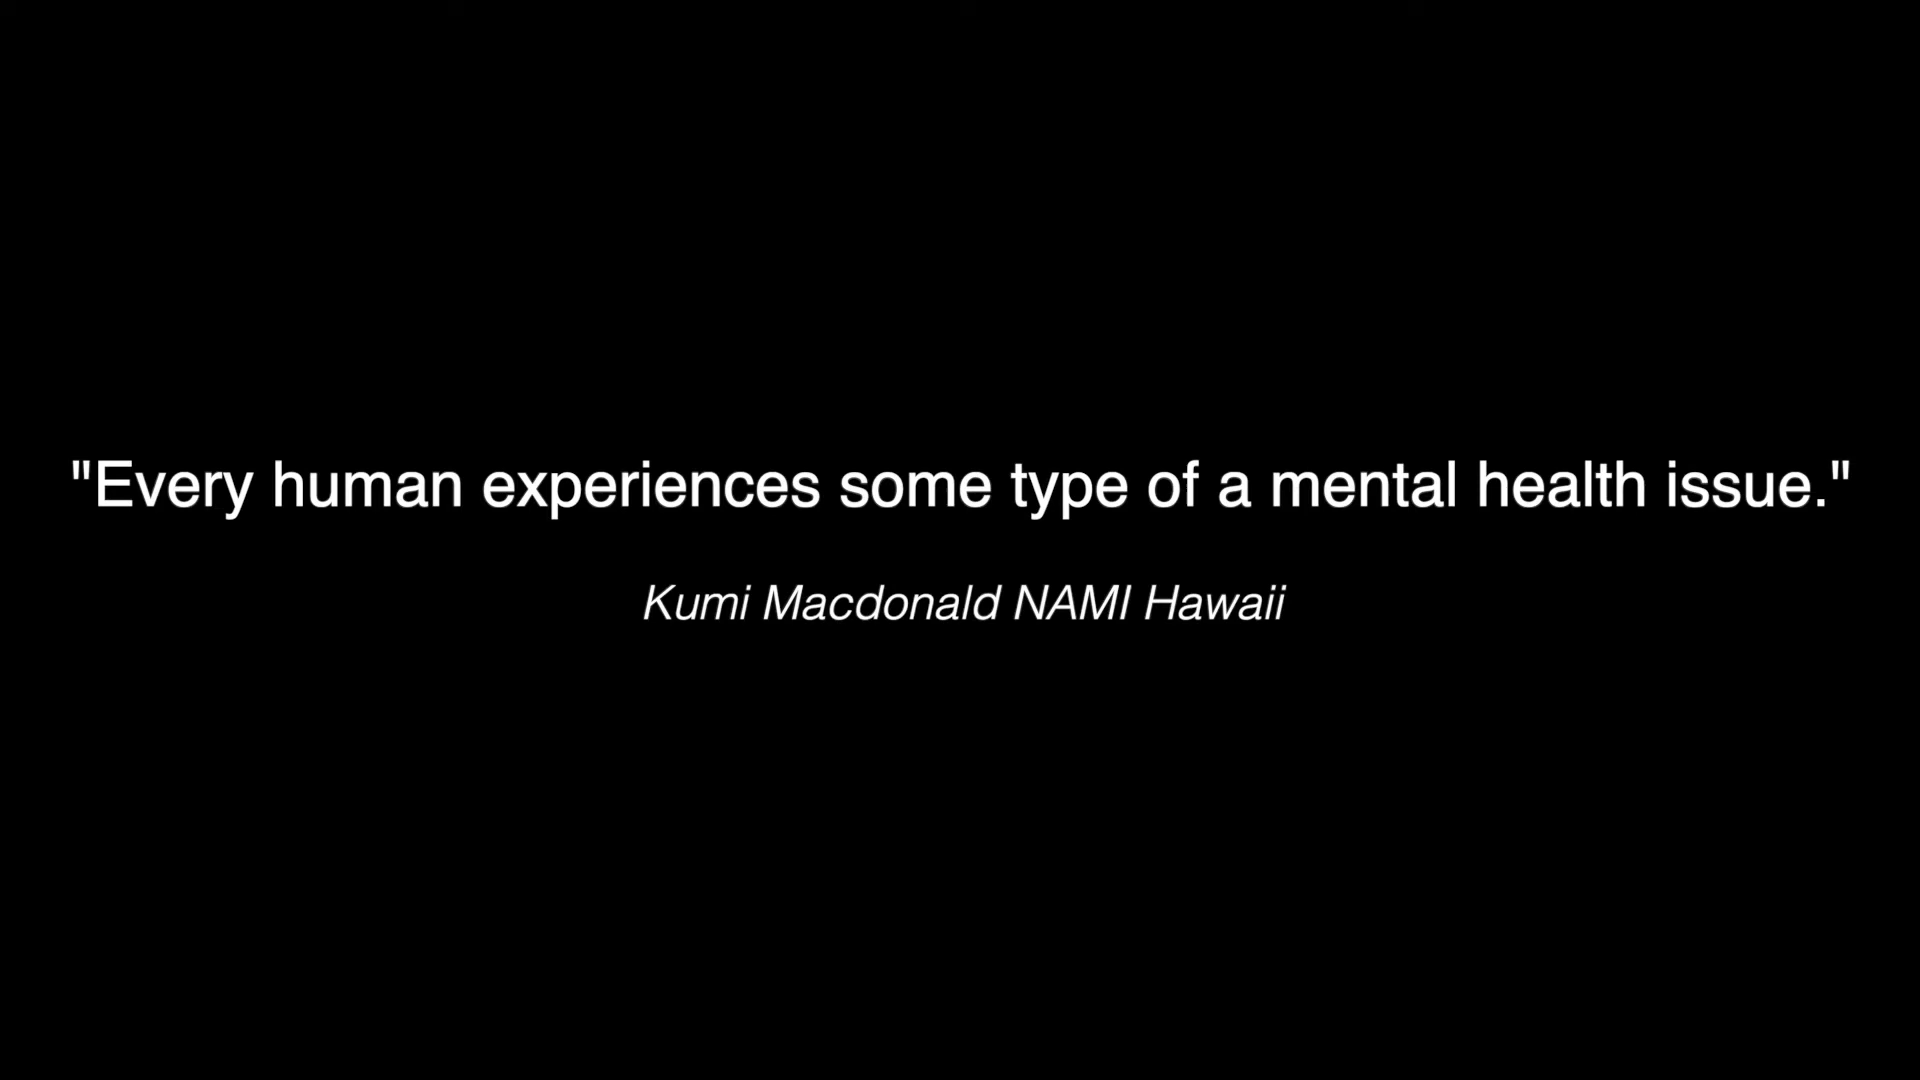 "Every human experiences some type of a mental health issue."
Kumi Macdonald NAMI Hawaii